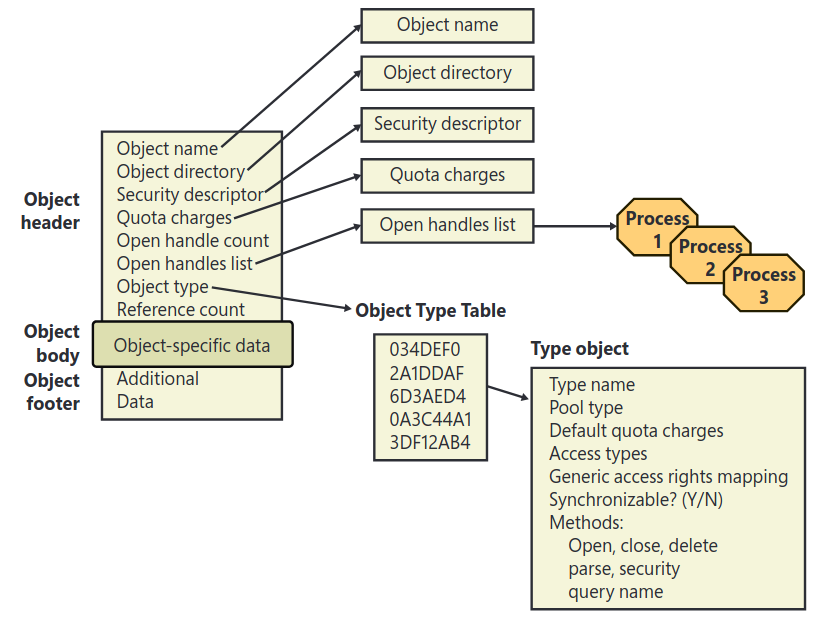 Object name
Object directory
Security descriptor
Quota charges
Open handles list
Process
1
Process
2
Process
3
Object
header
Object name
Object directory
Security descriptor
Quota charges
Open handle count
Open handles list
Object type
Reference count
Object
body
Object-specific data
Object
footer
Additional
Data
Object Type Table
034DEF0
2A1DDAF
6D3AED4
0A3C44A1
3DF12AB4
Type object
Type name
Pool type
Default quota charges
Access types
Generic access rights mapping
Synchronizable? (Y/N)
Methods:
Open, close, delete
parse, security
query name